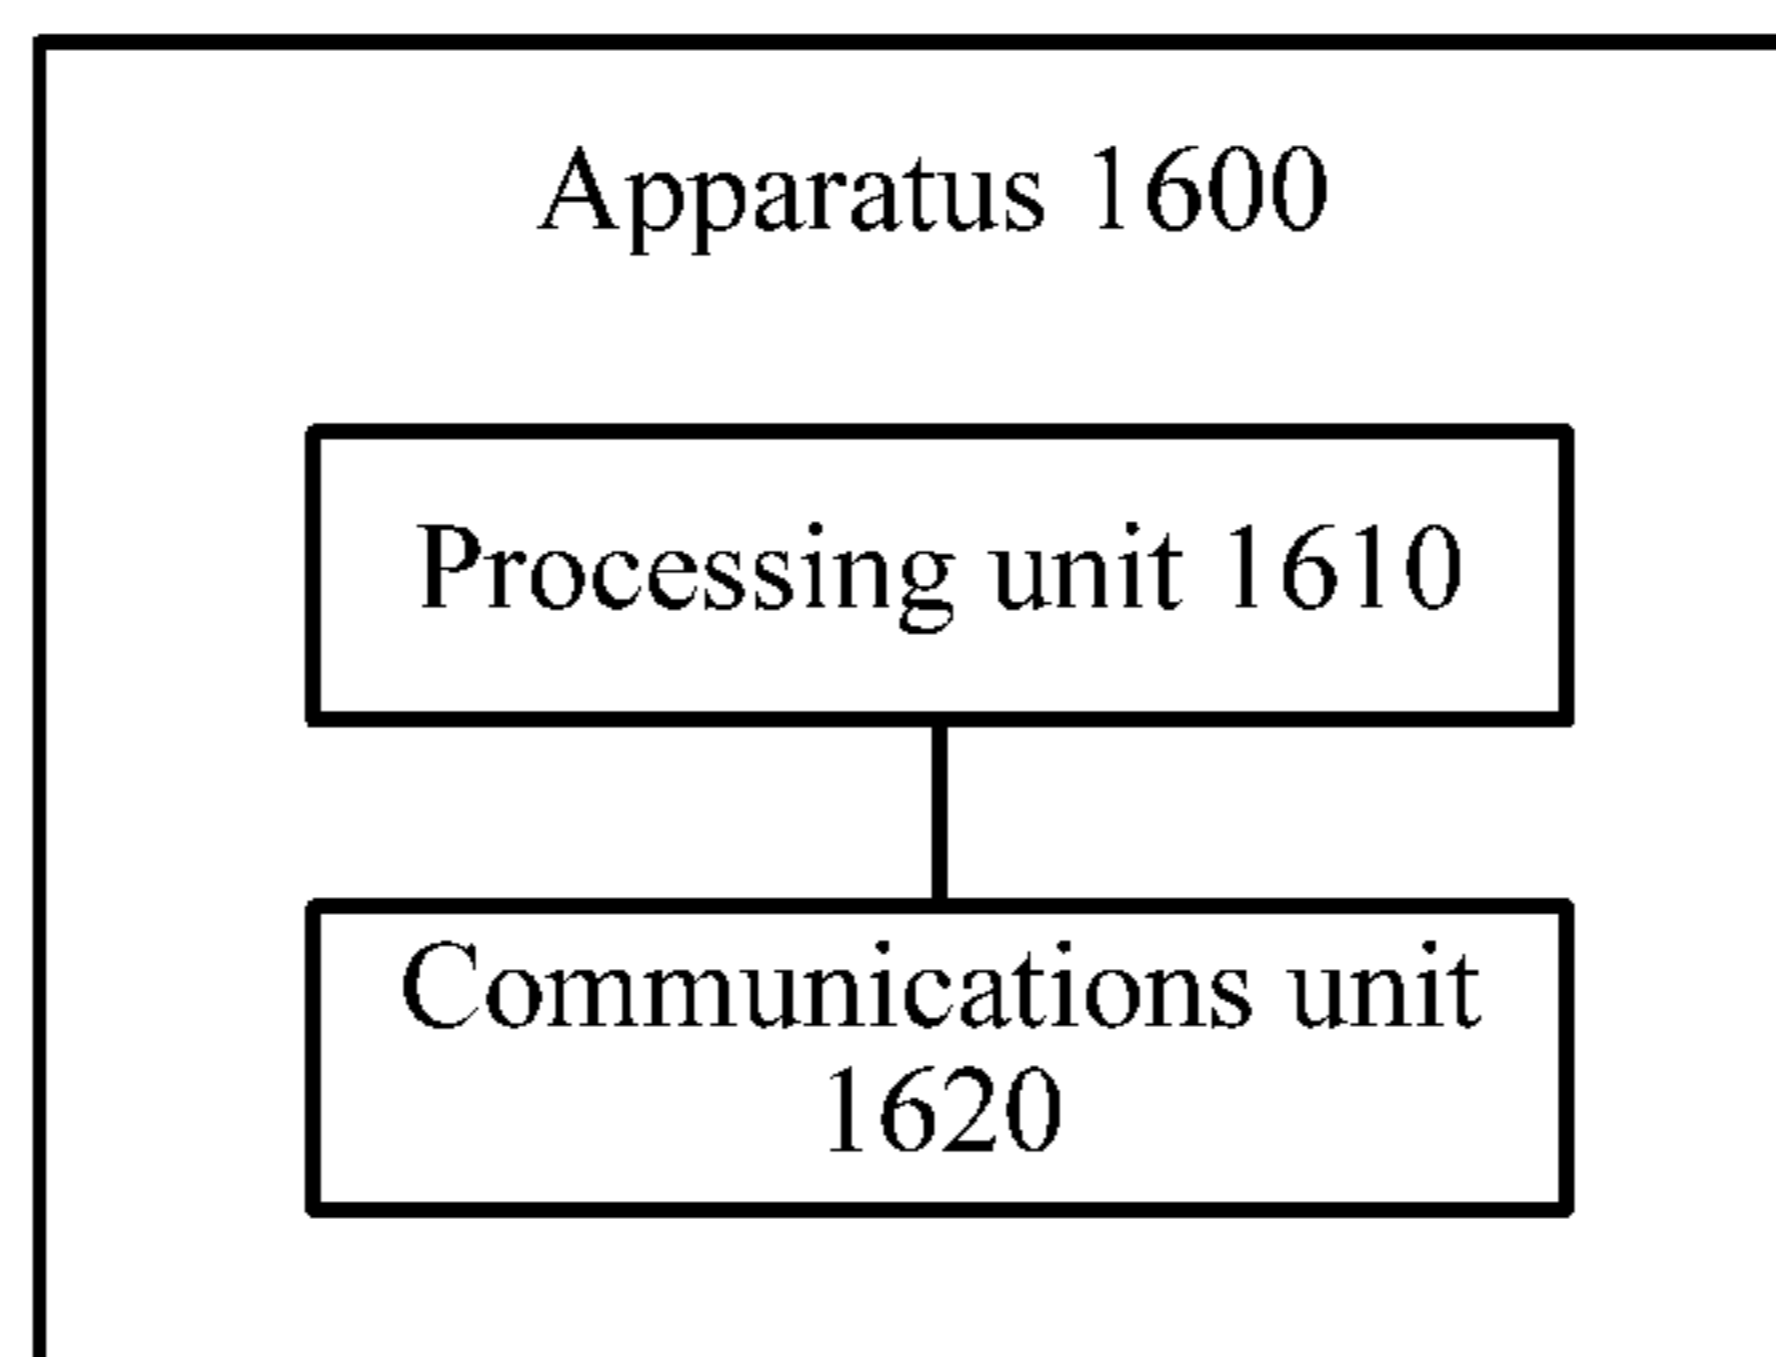 Apparatus 1600
Processing unit 1610
Communications unit
1620